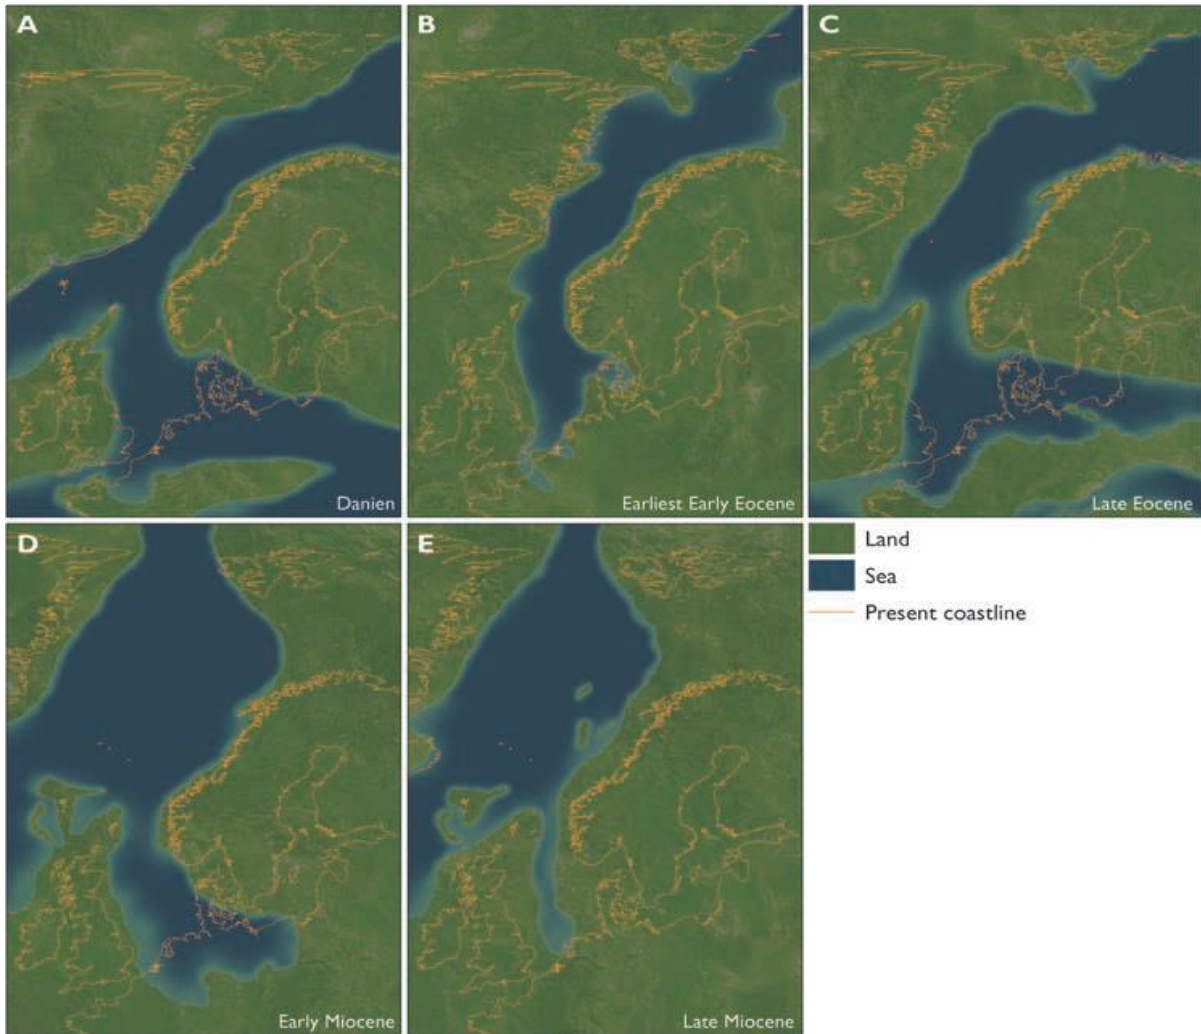 A
B
C
Danien
Earliest Early Eocene
Late Eocene
D
E
Land
Sea
Present coastline
Early Miocene
Late Miocene